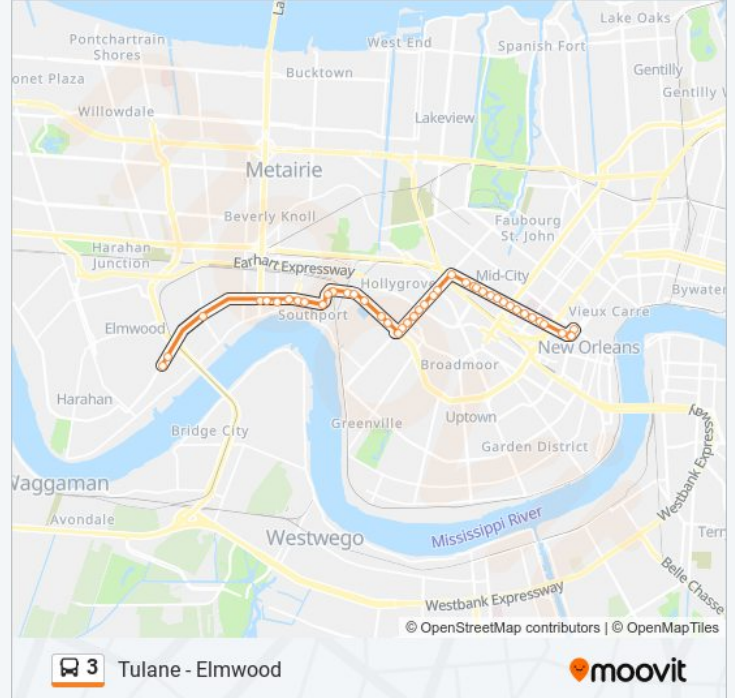 La
Lake Oaks
Pontchartrain
Shores
West End
Spanish Fort
onet Plaza
Bucktown
Gentilly
Gentilly
Willowdale
Lakeview
Metairie
Beverly Knoll
Faubourg
St. John
Harahan
Junction
Earhart Expressway
Hollygrove
Mid-City
Bywater
Southport
Vieux Carre
Elmwood
New Orleans
Broadmoor
Harahan
Greenville
Uptown
Bridge City
Garden District
Waggaman
Westbank Expressway
Avondale
Mississippi River
Westwego
Terr
Belle Chasse
Westbank Expressway
© OpenStreetMap contributors | © OpenMapTiles
3 Tulane - Elmwood
moovit